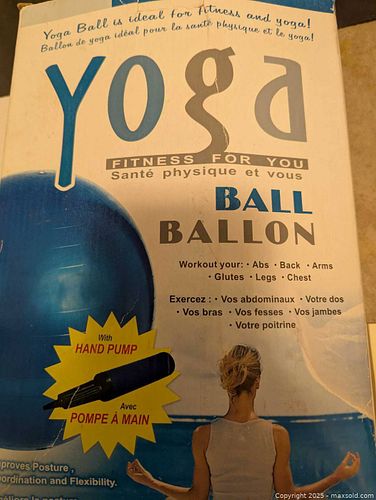 Yoga Ball is ideal for fitness and yoga!
Ballon de yoga idéal pour la santé physique et le yoga!
Yoga
FITNESS FOR YOU
Santé physique et vous
BALL
BALLON
Workout your: • Abs • Back • Arms
• Glutes • Legs • Chest
Exercez : • Vos abdominaux • Votre dos
• Vos bras • Vos fesses • Vos jambes
• Votre poitrine
With
HAND PUMP
Avec
POMPE À MAIN
proves Posture,
oordination and Flexibility.
Copyright 2025 - maxsold.com